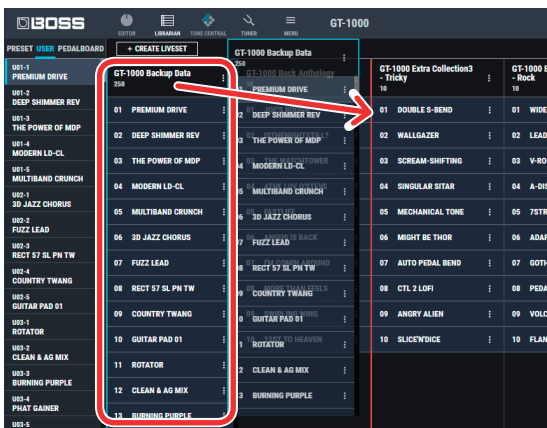 BOSS
EDITOR
LIBRARIAN
TONE CENTRAL
TUNER
MENU
GT-1000
PRESET USER PEDALBOARD
+ CREATE LIVESET
U01-1
PREMIUM DRIVE
U01-2
DEEP SHIMMER REV
U01-3
THE POWER OF MDP
U01-4
MODERN LD-CL
U01-5
MULTIBAND CRUNCH
U02-1
3D JAZZ CHORUS
U02-2
FUZZ LEAD
U02-3
RECT 57 SL PN TW
U02-4
COUNTRY TWANG
U02-5
GUITAR PAD 01
U03-1
ROTATOR
U03-2
CLEAN & AG MIX
U03-3
BURNING PURPLE
U03-4
PHAT GAINER
U03-5
GT-1000 Backup Data
250
01 PREMIUM DRIVE
02 DEEP SHIMMER REV
03 THE POWER OF MDP
04 MODERN LD-CL
05 MULTIBAND CRUNCH
06 3D JAZZ CHORUS
07 FUZZ LEAD
08 RECT 57 SL PN TW
09 COUNTRY TWANG
10 GUITAR PAD 01
11 ROTATOR
12 CLEAN & AG MIX
13 BURNING PURPLE
GT-1000 Backup Data
250
GT-1000 Rock Anthology
PREMIUM DRIVE
DEEP SHIMMER REV
THE POWER OF MDP
MODERN LD-CL
MULTIBAND CRUNCH
3D JAZZ CHORUS
FUZZ LEAD
RECT 57 SL PN TW
COUNTRY TWANG
GUITAR PAD 01
ROTATOR
CLEAN & AG MIX
BURNING PURPLE
GT-1000 Extra Collection3
- Tricky
10
01 DOUBLE S-BEND
02 WALLGAZER
03 SCREAM-SHIFTING
04 SINGULAR SITAR
05 MECHANICAL TONE
06 MIGHT BE THOR
07 AUTO PEDAL BEND
08 CTL 2 LOFI
09 ANGRY ALIEN
10 SLICE'N'DICE
GT-1000 E
- Rock
10
01 WIDE
02 LEAD
03 V-RO
04 A-DIS
05 7STR
06 ADAP
07 GOTH
08 PEDA
09 VOLC
10 FLAN